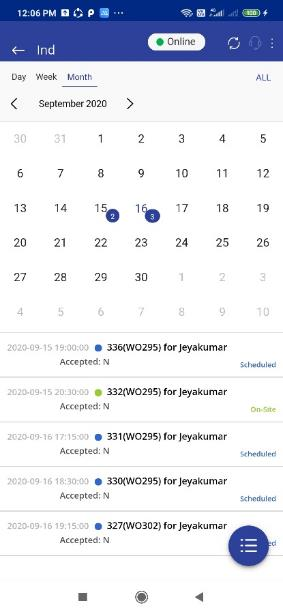 12:06 PM
Ind
Online
Day Week Month ALL
September 2020
30 31 1 2 3 4 5
6 7 8 9 10 11 12
13 14 15 2 16 3 17 18 19
20 21 22 23 24 25 26
27 28 29 30 1 2 3
4 5 6 7 8 9 10
2020-09-15 19:00:00 336(WO295) for Jeyakumar
Accepted: N
Scheduled
2020-09-15 20:30:00 332(WO295) for Jeyakumar
Accepted: N
On-Site
2020-09-16 17:15:00 331(WO295) for Jeyakumar
Accepted: N
Scheduled
2020-09-16 18:30:00 330(WO295) for Jeyakumar
Accepted: N
Scheduled
2020-09-16 19:15:00 327(WO302) for Jeyakumar
Accepted: N
ed